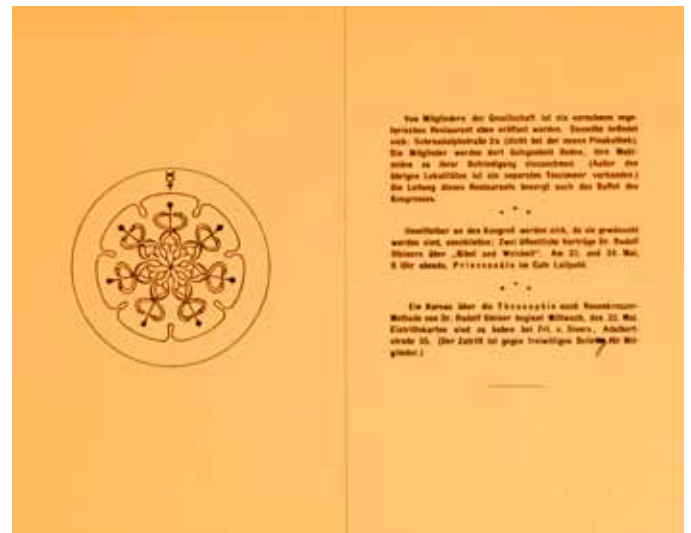 Von Mitgliedern der Gesellschaft ist ein vornehmes vege-
tarisches Restaurant eben eröffnet worden. Dasselbe befindet
sich: Schraudolphstraße 2a (dicht bei der neuen Pinakothek).
Die Mitglieder werden dort Gelegenheit finden, ihre Mahl-
zeiten zu ihrer Befriedigung einzunehmen. (Außer den
übrigen Lokalitäten ist ein separates Teezimmer vorhanden.)
Die Leitung dieses Restaurants besorgt auch das Buffet des
Kongresses.
Unmittelbar an den Kongreß werden sich, da sie gewünscht
worden sind, anschließen: Zwei öffentliche Vorträge Dr. Rudolf
Steiners über „Bibel und Weisheit". Am 23. und 24. Mai,
8 Uhr abends, Prinzensäle im Café Luitpold.
Ein Kursus über die Theosophie nach Rosenkreuzer-
Methode von Dr. Rudolf Steiner beginnt Mittwoch, den 22. Mai.
Eintrittskarten sind zu haben bei Frl. v. Sivers, Adalbert-
straße 55. (Der Zutritt ist gegen freiwilligen Beitrag für Mit-
glieder.)